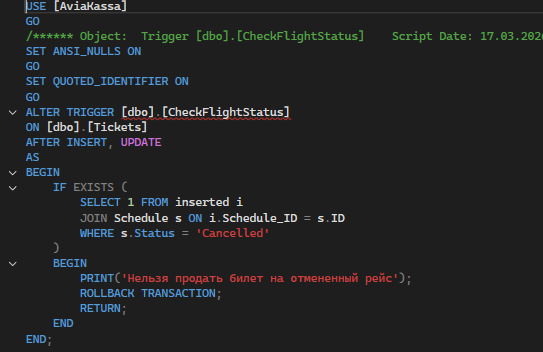 USE [AviaKassa]
GO
/****** Object:  Trigger [dbo].[CheckFlightStatus]    Script Date: 17.03.2026
SET ANSI_NULLS ON
GO
SET QUOTED_IDENTIFIER ON
GO
ALTER TRIGGER [dbo].[CheckFlightStatus]
ON [dbo].[Tickets]
AFTER INSERT, UPDATE
AS
BEGIN
    IF EXISTS (
        SELECT 1 FROM inserted i
        JOIN Schedule s ON i.Schedule_ID = s.ID
        WHERE s.Status = 'Cancelled'
    )
    BEGIN
        PRINT('Нельзя продать билет на отмененный рейс');
        ROLLBACK TRANSACTION;
        RETURN;
    END
END;